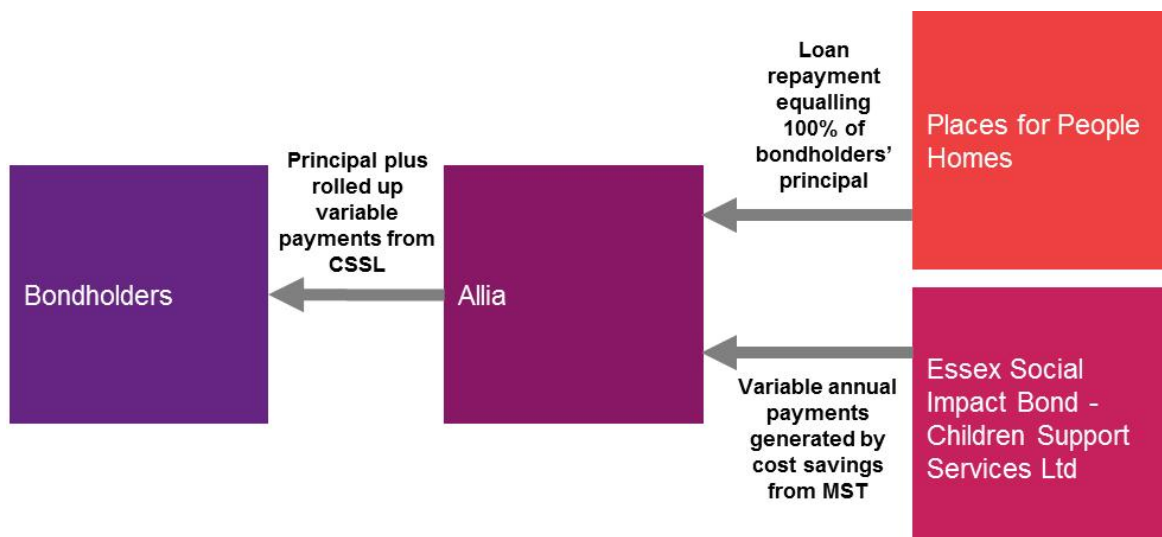 Bondholders
Principal plus
rolled up
variable
payments from
CSSL
Allia
Loan
repayment
equalling
100% of
bondholders’
principal
Places for People
Homes
Variable annual
payments
generated by
cost savings
from MST
Essex Social
Impact Bond -
Children Support
Services Ltd